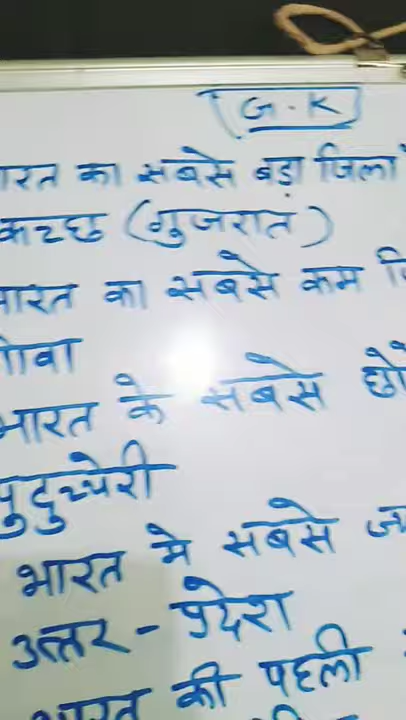 G.K
भारत का सबसे बड़ा जिला
कच्छ (गुजरात)
भारत का सबसे कम
गोवा
भारत के सबसे
पुदुच्चेरी
भारत मे सबसे
उत्तर-प्रदेश
भारत की पहली